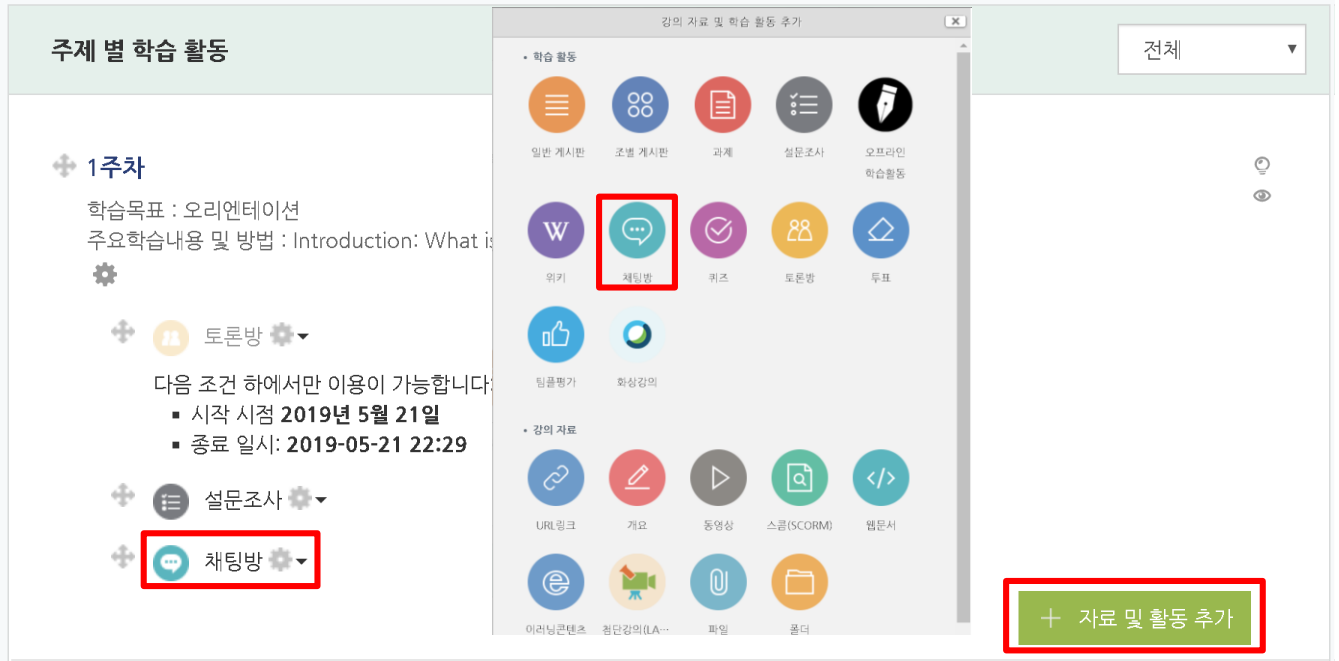 주제 별 학습 활동
전체
1주차
학습목표 : 오리엔테이션
주요학습내용 및 방법 : Introduction: What is
토론방
다음 조건 하에서만 이용이 가능합니다:
시작 시점 2019년 5월 21일
종료 일시: 2019-05-21 22:29
설문조사
채팅방
강의 자료 및 학습 활동 추가
학습 활동
일반 게시판 조별 게시판 과제 설문조사 오프라인
학습활동
W
위키 채팅방 퀴즈 토론방 투표
팀플평가 화상강의
강의 자료
</>
URL링크 개요 동영상 스콤(SCORM) 웹문서
이러닝콘텐츠 첨단강의(LA… 파일 폴더
자료 및 활동 추가